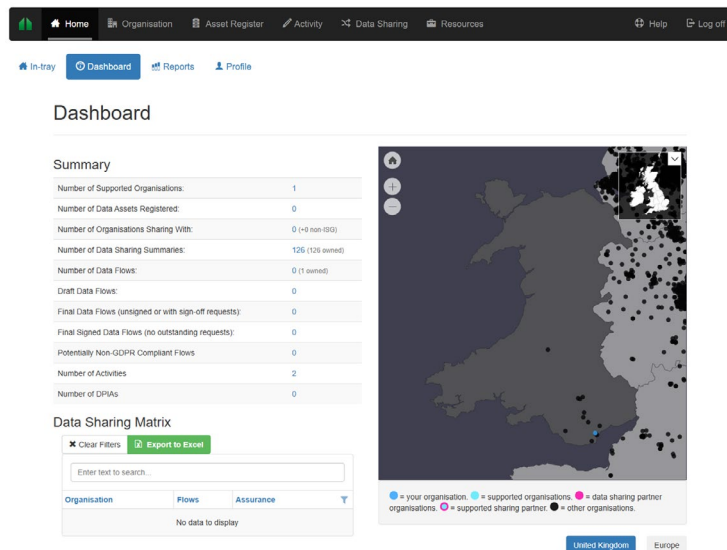 Home Organisation Asset Register Activity Data Sharing Resources Help Log off
In-tray Dashboard Reports Profile
Dashboard
Summary
Number of Supported Organisations: 1
Number of Data Assets Registered: 0
Number of Organisations Sharing With: 0 (+0 non-ISG)
Number of Data Sharing Summaries: 126 (126 owned)
Number of Data Flows: 0 (1 owned)
Draft Data Flows: 0
Final Data Flows (unsigned or with sign-off requests): 0
Final Signed Data Flows (no outstanding requests): 0
Potentially Non-GDPR Compliant Flows 0
Number of Activities 2
Number of DPIAs 0
Data Sharing Matrix
Clear Filters Export to Excel
Enter text to search...
Organisation Flows Assurance
No data to display
= your organisation. = supported organisations. = data sharing partner
organisations. = supported sharing partner. = other organisations.
United Kingdom Europe